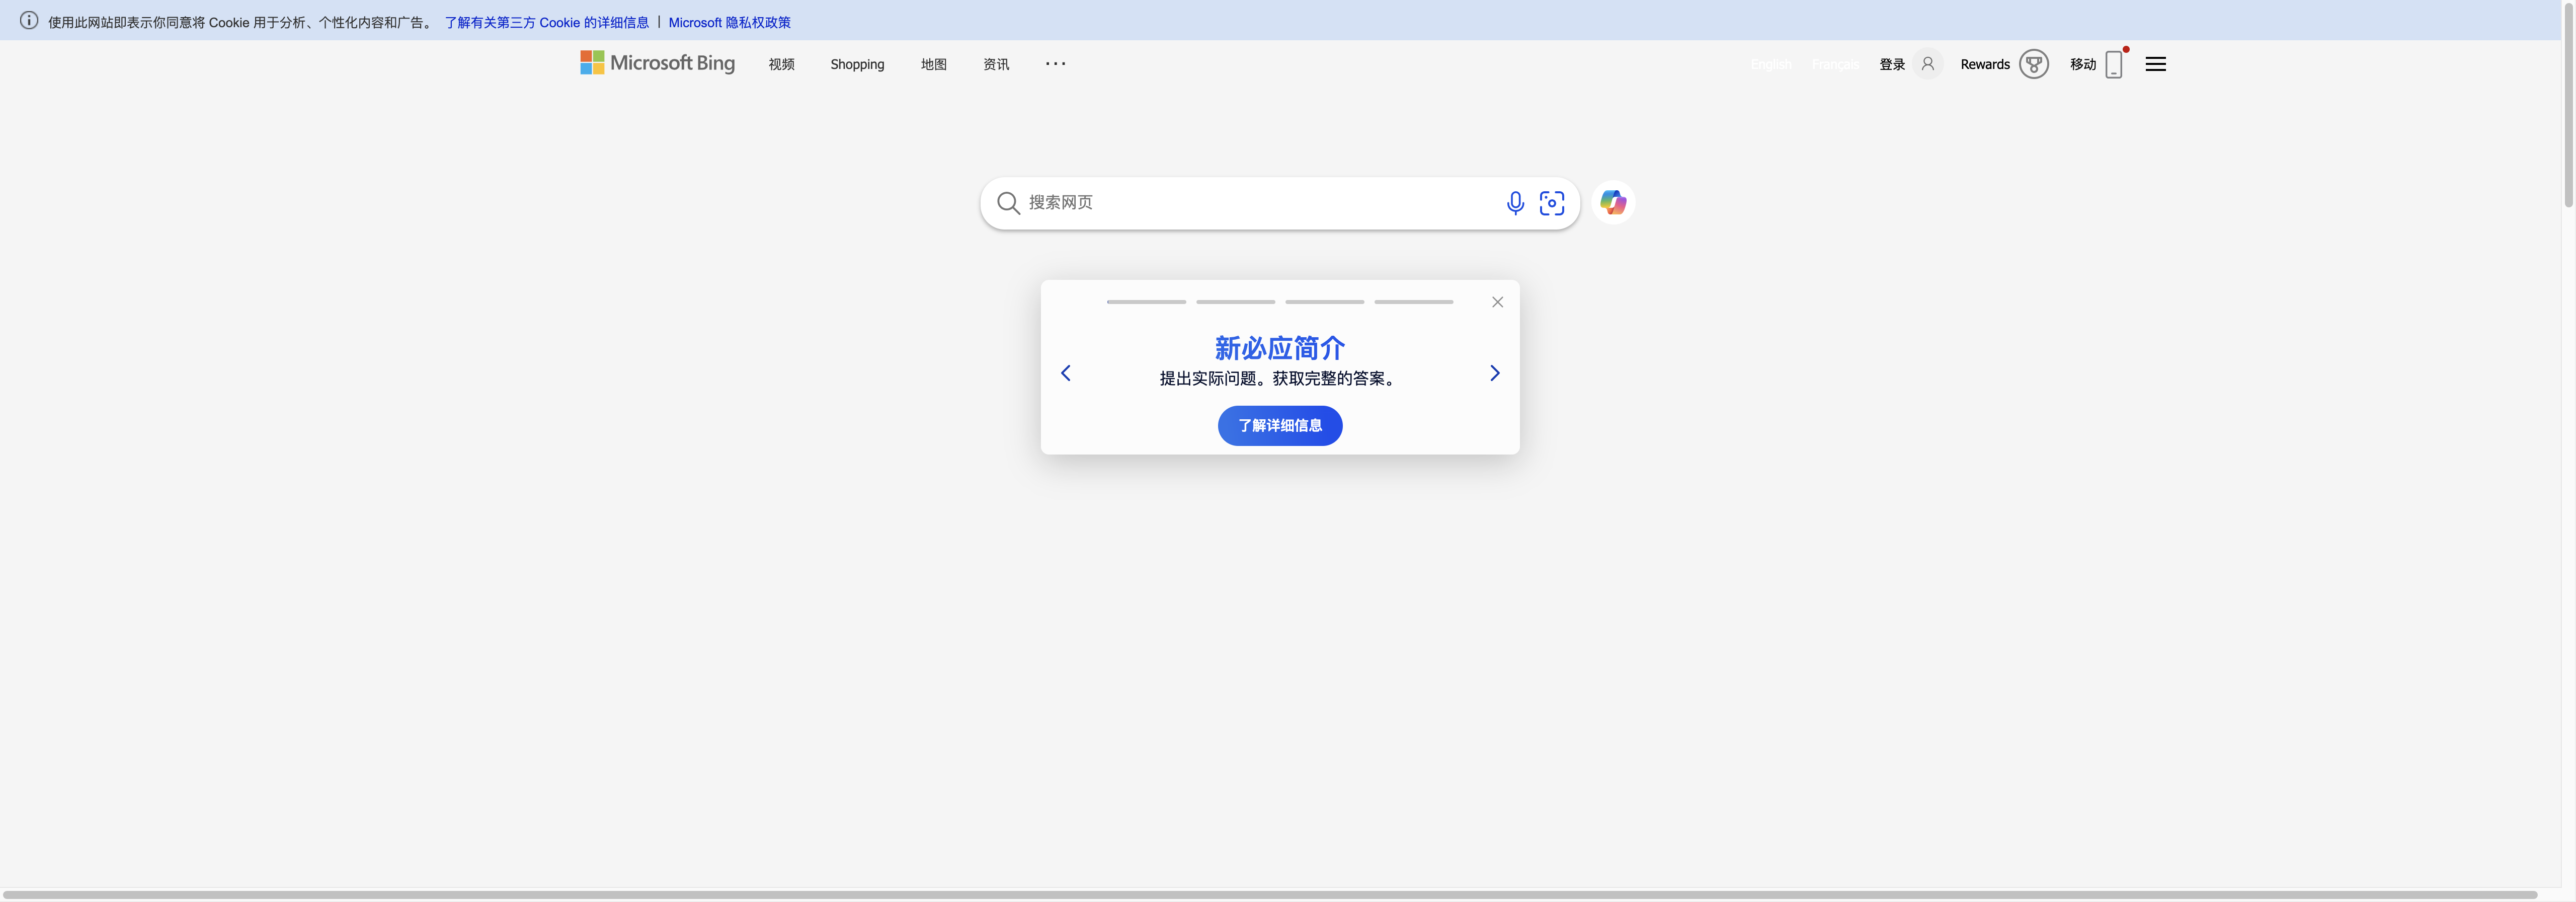 使用此网站即表示你同意将 Cookie 用于分析、个性化内容和广告。 了解有关第三方 Cookie 的详细信息 | Microsoft 隐私权政策
Microsoft Bing 视频 Shopping 地图 资讯 ··· English Français 登录 Rewards 移动
搜索网页
新必应简介
提出实际问题。获取完整的答案。
了解详细信息